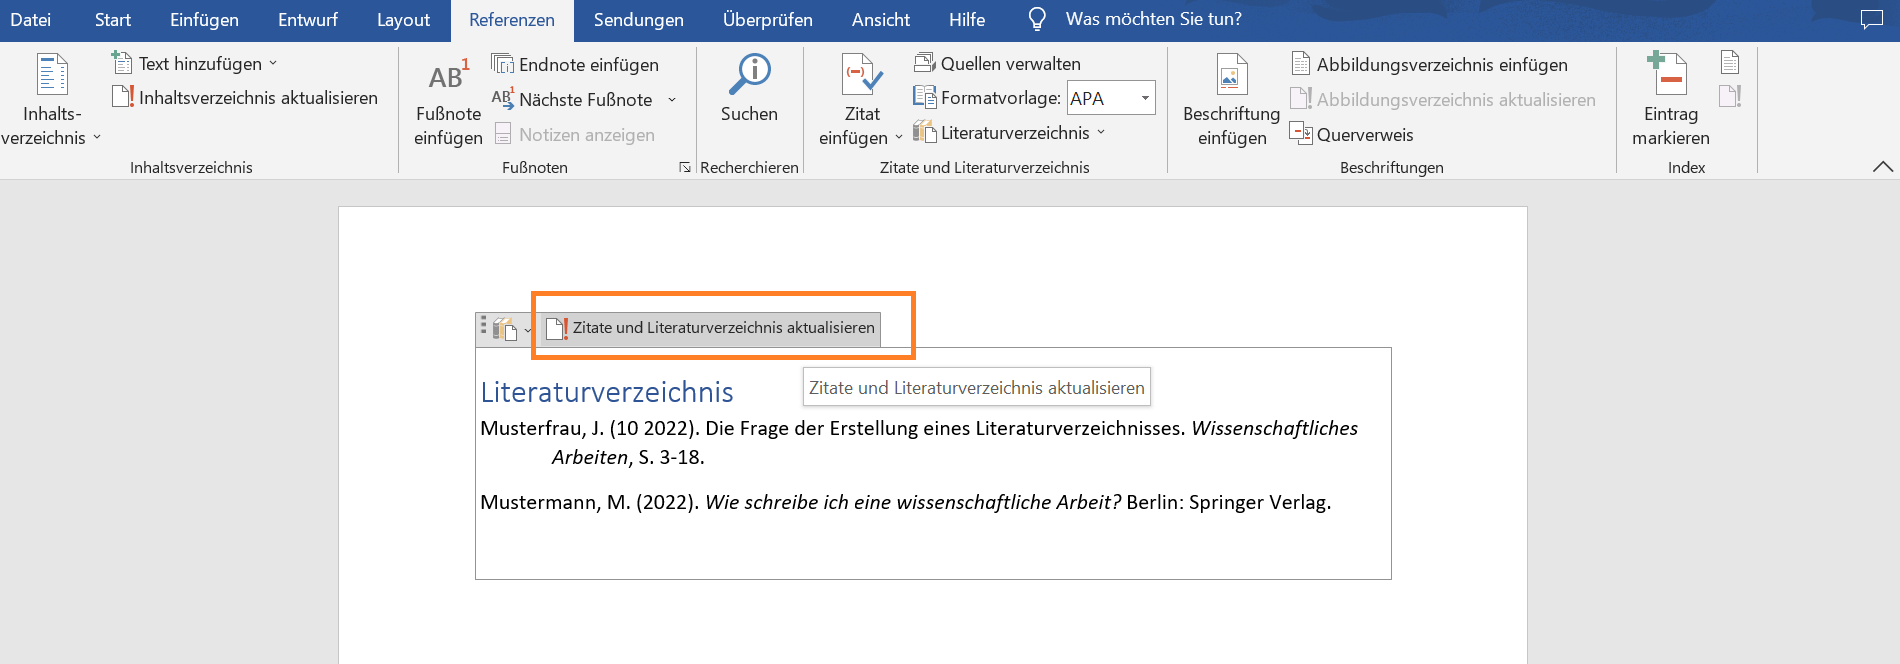 Datei Start Einfügen Entwurf Layout Referenzen Sendungen Überprüfen Ansicht Hilfe Was möchten Sie tun?
Inhalts-
verzeichnis
Text hinzufügen
Inhaltsverzeichnis aktualisieren
Inhaltsverzeichnis
AB1
Fußnote
einfügen
[i] Endnote einfügen
AB1 Nächste Fußnote
Notizen anzeigen
Fußnoten
Suchen
Recherchieren
(-)
Zitat
einfügen
Quellen verwalten
Formatvorlage: APA
Literaturverzeichnis
Zitate und Literaturverzeichnis
Beschriftung
einfügen
Abbildungsverzeichnis einfügen
Abbildungsverzeichnis aktualisieren
Querverweis
Beschriftungen
Eintrag
markieren
Index
Zitate und Literaturverzeichnis aktualisieren
Zitate und Literaturverzeichnis aktualisieren
Literaturverzeichnis
Musterfrau, J. (10 2022). Die Frage der Erstellung eines Literaturverzeichnisses. Wissenschaftliches
Arbeiten, S. 3-18.
Mustermann, M. (2022). Wie schreibe ich eine wissenschaftliche Arbeit? Berlin: Springer Verlag.